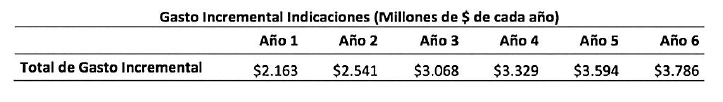 Gasto Incremental Indicaciones (Millones de $ de cada año)
Año 1 Año 2 Año 3 Año 4 Año 5 Año 6
Total de Gasto Incremental $2.163 $2.541 $3.068 $3.329 $3.594 $3.786